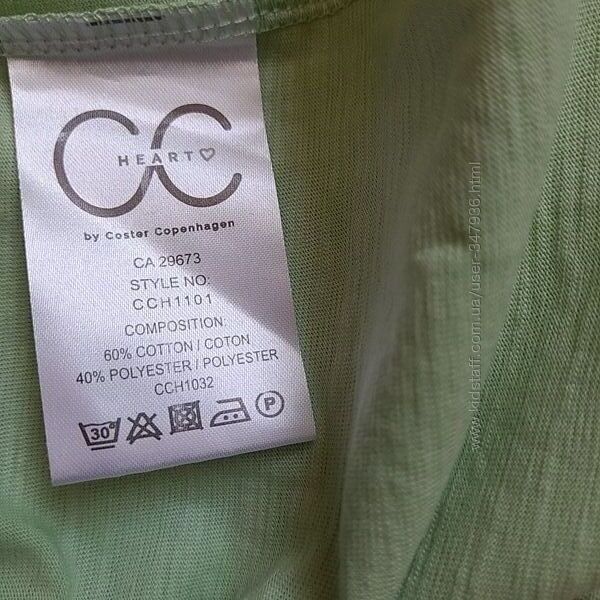 CC
HEART
by Coster Copenhagen
CA 29673
STYLE NO:
CCH1101
COMPOSITION:
60% COTTON / COTON
40% POLYESTER / POLYESTER
CCH1032
30°
P
www.kidstaff.com.ua/user-347936.html